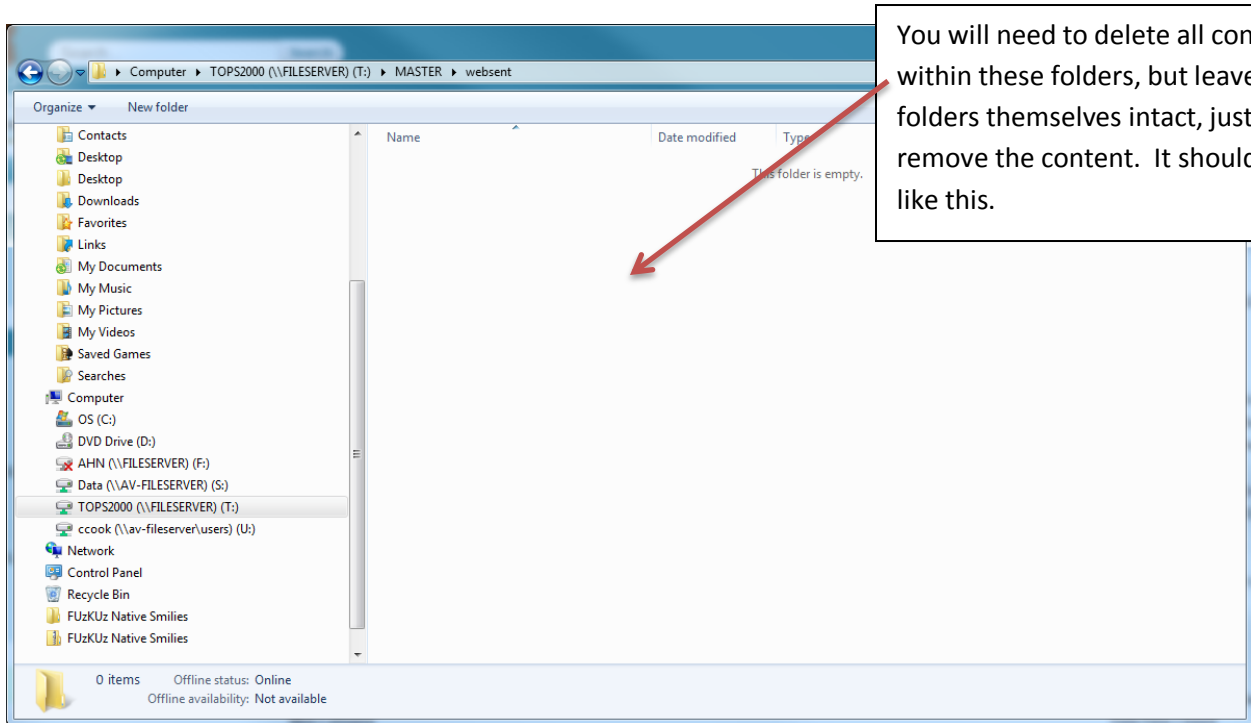 You will need to delete all con
within these folders, but leave
folders themselves intact, just
remove the content. It should
like this.
Computer TOPS2000 (\\FILESERVER) (T:) MASTER websent
Organize New folder
Name Date modified Type
This folder is empty.
Contacts
Desktop
Desktop
Downloads
Favorites
Links
My Documents
My Music
My Pictures
My Videos
Saved Games
Searches
Computer
OS (C:)
DVD Drive (D:)
AHN (\\FILESERVER) (F:)
Data (\\AV-FILESERVER) (S:)
TOPS2000 (\\FILESERVER) (T:)
ccook (\\av-fileserver\users) (U:)
Network
Control Panel
Recycle Bin
FUzKUz Native Smilies
FUzKUz Native Smilies
0 items Offline status: Online
Offline availability: Not available